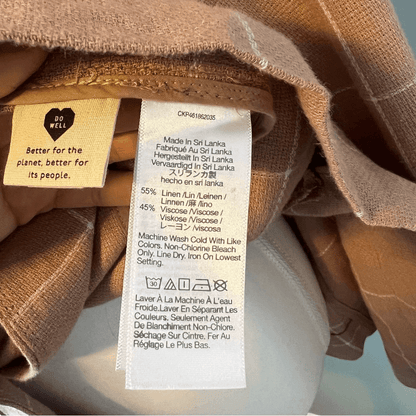 DO
WELL
Better for the
planet, better for
its people.
CKP461862035
Made In Sri Lanka
Fabriqué Au Sri Lanka
Hergestellt In Sri Lanka
Vervaardigd In Sri Lanka
スリランカ製
hecho en sri lanka
55% Linen /Lin /Leinen /
Linnen /麻 /lino
45% Viscose /Viscose /
Viskose /Viscose /
レーヨン /viscosa
Machine Wash Cold With Like
Colors. Non-Chlorine Bleach
Only. Line Dry. Iron On Lowest
Setting.
Laver À La Machine À L'eau
Froide.Laver En Séparant Les
Couleurs. Seulement Agent
De Blanchiment Non-Chlore.
Séchage Sur Cintre. Fer Au
Réglage Le Plus Bas.